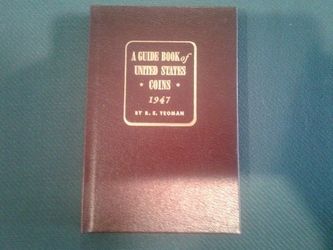 A GUIDE BOOK of
UNITED STATES
• COINS •
1947
BY R. S. YEOMAN